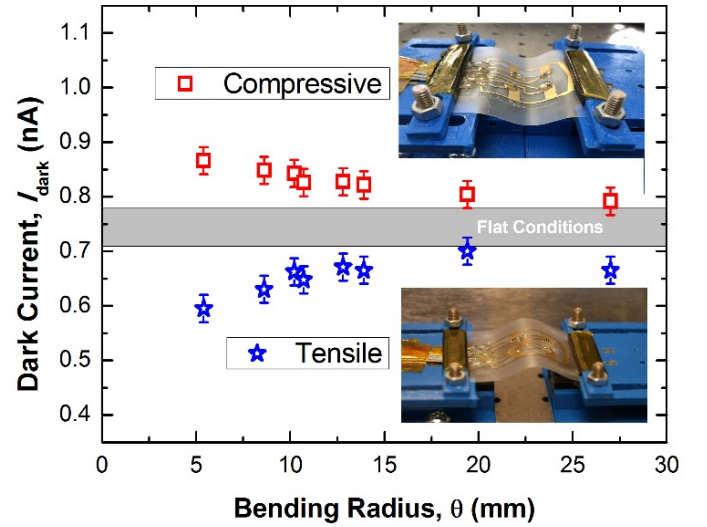 1.1
1.0
0.9
0.8
0.7
0.6
0.5
0.4
Dark Current, I_dark (nA)
Compressive
Flat Conditions
Tensile
0 5 10 15 20 25 30
Bending Radius, θ (mm)